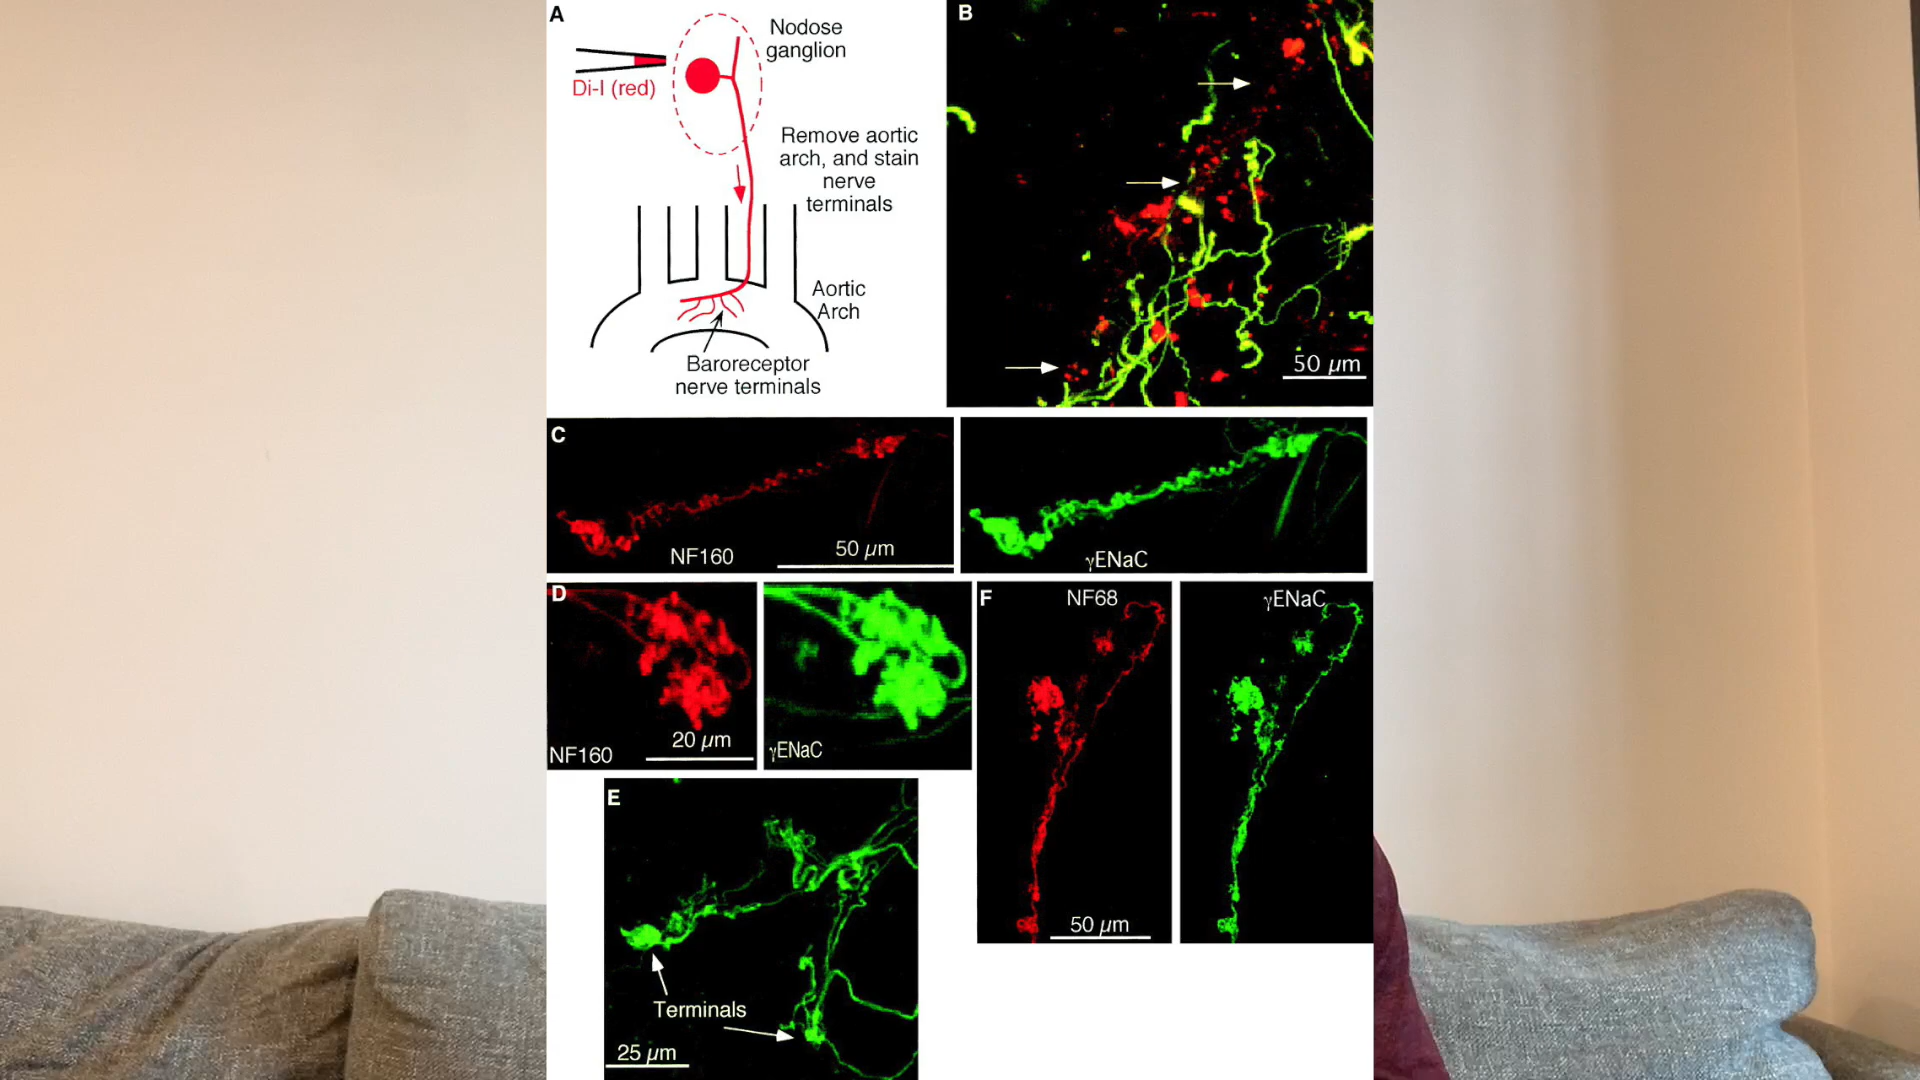 A
Nodose
ganglion
Di-I (red)
Remove aortic
arch, and stain
nerve
terminals
Aortic
Arch
Baroreceptor
nerve terminals
B
50 µm
C
NF160
50 µm
γENaC
D
NF160
20 µm
γENaC
F
NF68
γENaC
50 µm
E
Terminals
25 µm